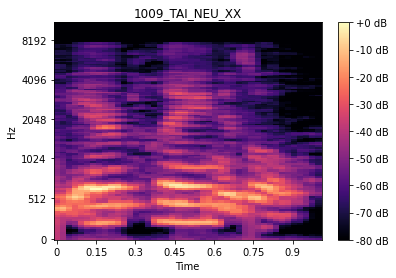 1009_TAI_NEU_XX
8192
4096
2048
1024
512
0
Hz
0
0.15
0.3
0.45
0.6
0.75
0.9
Time
+0 dB
-10 dB
-20 dB
-30 dB
-40 dB
-50 dB
-60 dB
-70 dB
-80 dB